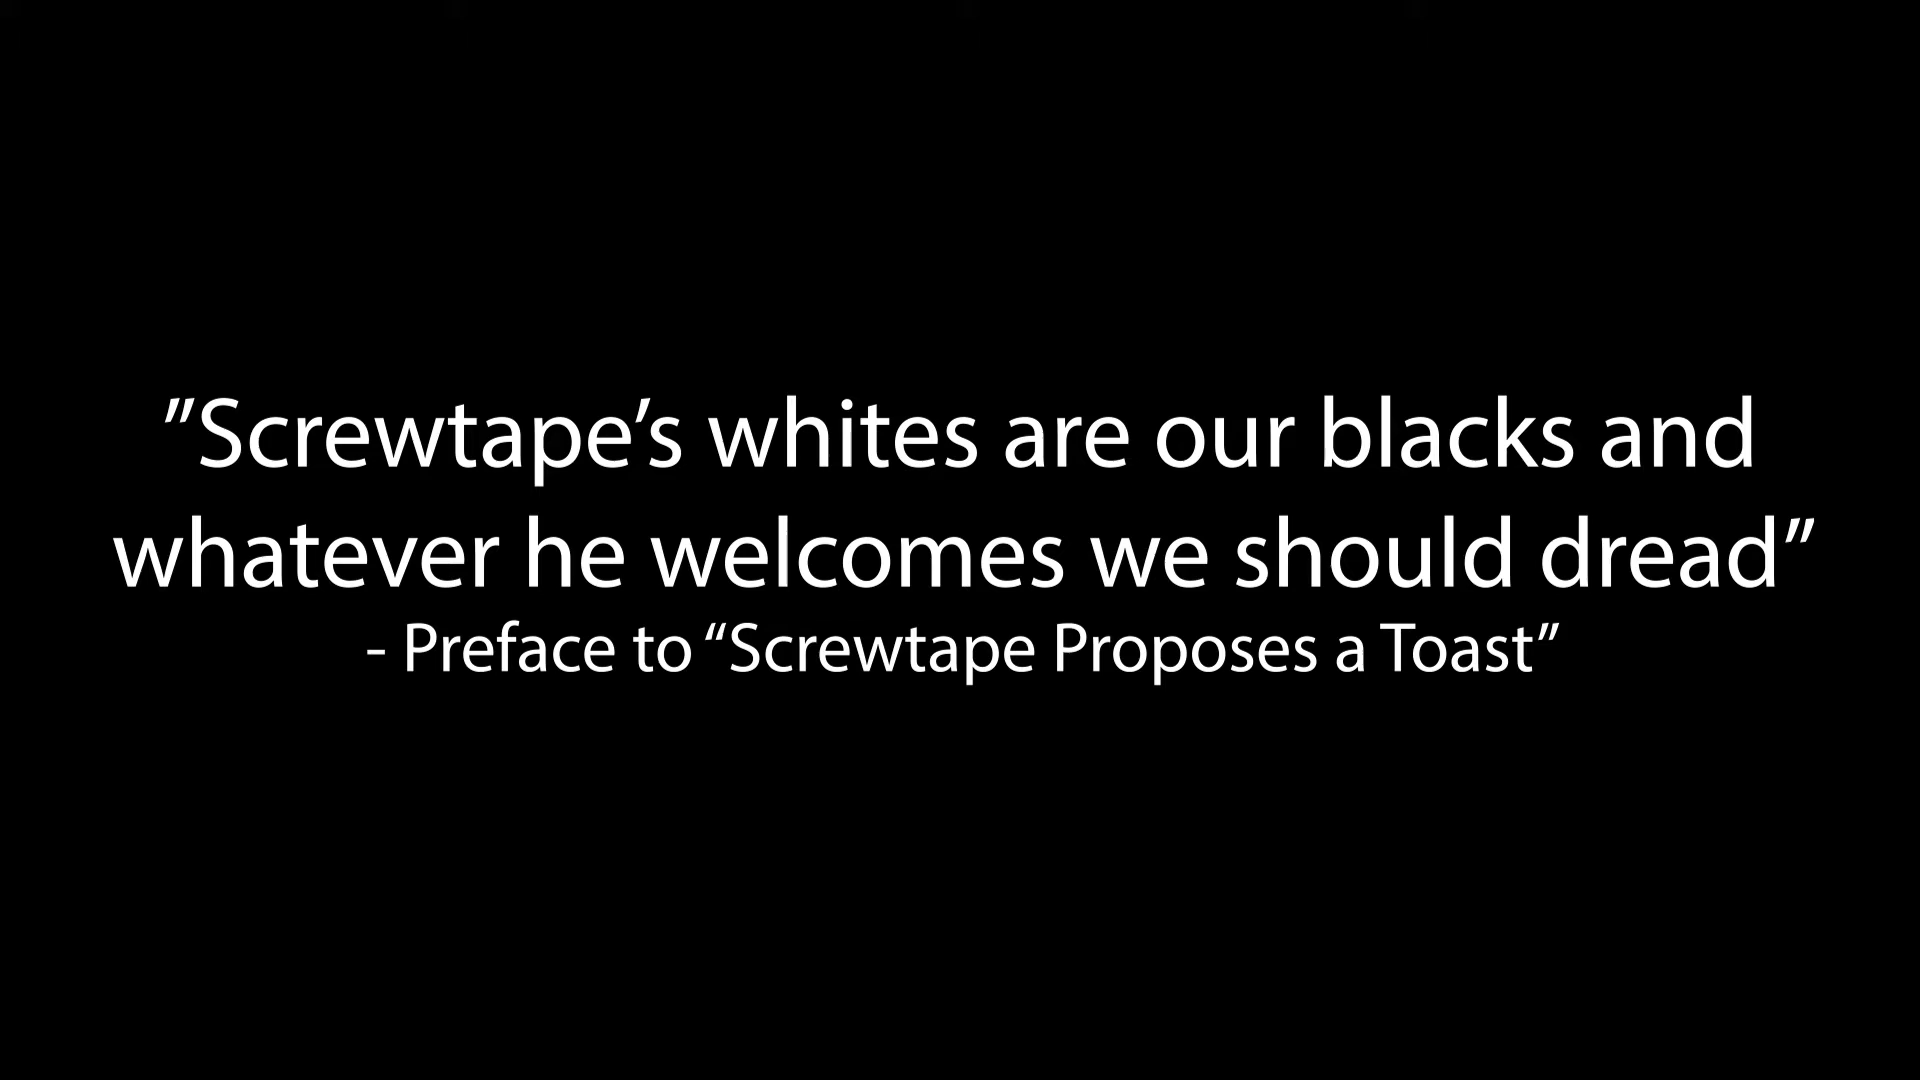 ”Screwtape’s whites are our blacks and
whatever he welcomes we should dread”
- Preface to “Screwtape Proposes a Toast”